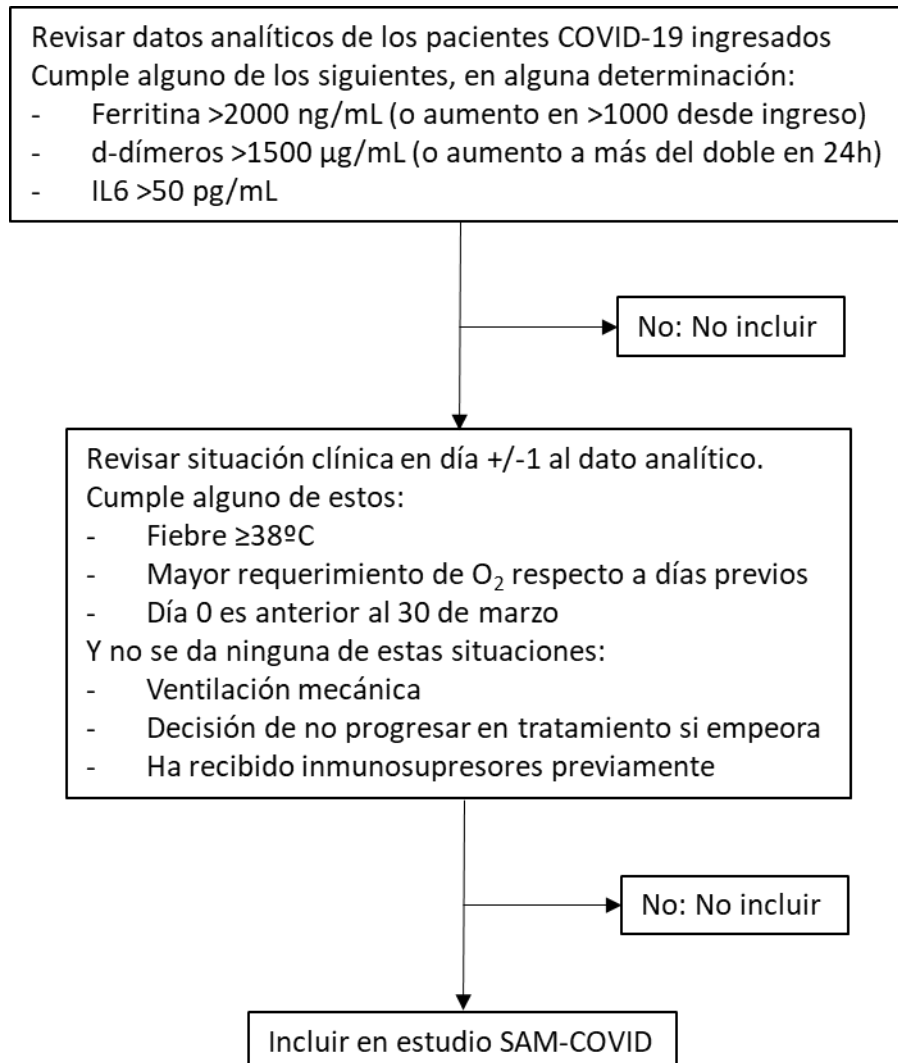 Revisar datos analíticos de los pacientes COVID-19 ingresados
Cumple alguno de los siguientes, en alguna determinación:
- Ferritina >2000 ng/mL (o aumento en >1000 desde ingreso)
- d-dímeros >1500 µg/mL (o aumento a más del doble en 24h)
- IL6 >50 pg/mL
No: No incluir
Revisar situación clínica en día +/-1 al dato analítico.
Cumple alguno de estos:
- Fiebre ≥38ºC
- Mayor requerimiento de O₂ respecto a días previos
- Día 0 es anterior al 30 de marzo
Y no se da ninguna de estas situaciones:
- Ventilación mecánica
- Decisión de no progresar en tratamiento si empeora
- Ha recibido inmunosupresores previamente
No: No incluir
Incluir en estudio SAM-COVID